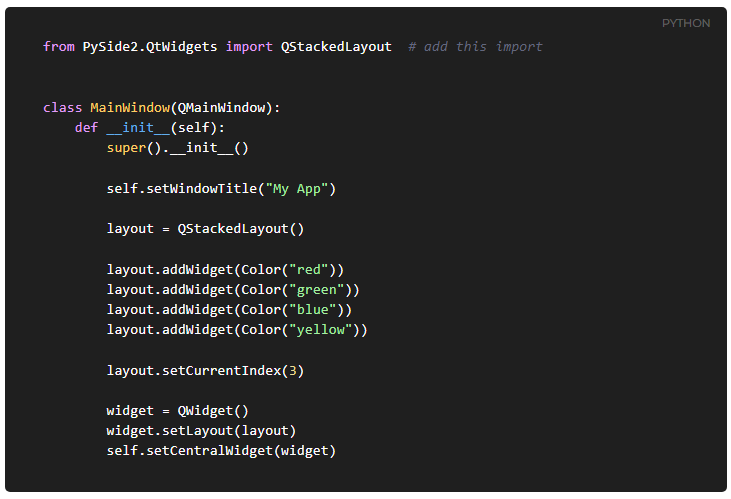 PYTHON
from PySide2.QtWidgets import QStackedLayout  # add this import
class MainWindow(QMainWindow):
    def __init__(self):
        super().__init__()
        self.setWindowTitle("My App")
        layout = QStackedLayout()
        layout.addWidget(Color("red"))
        layout.addWidget(Color("green"))
        layout.addWidget(Color("blue"))
        layout.addWidget(Color("yellow"))
        layout.setCurrentIndex(3)
        widget = QWidget()
        widget.setLayout(layout)
        self.setCentralWidget(widget)